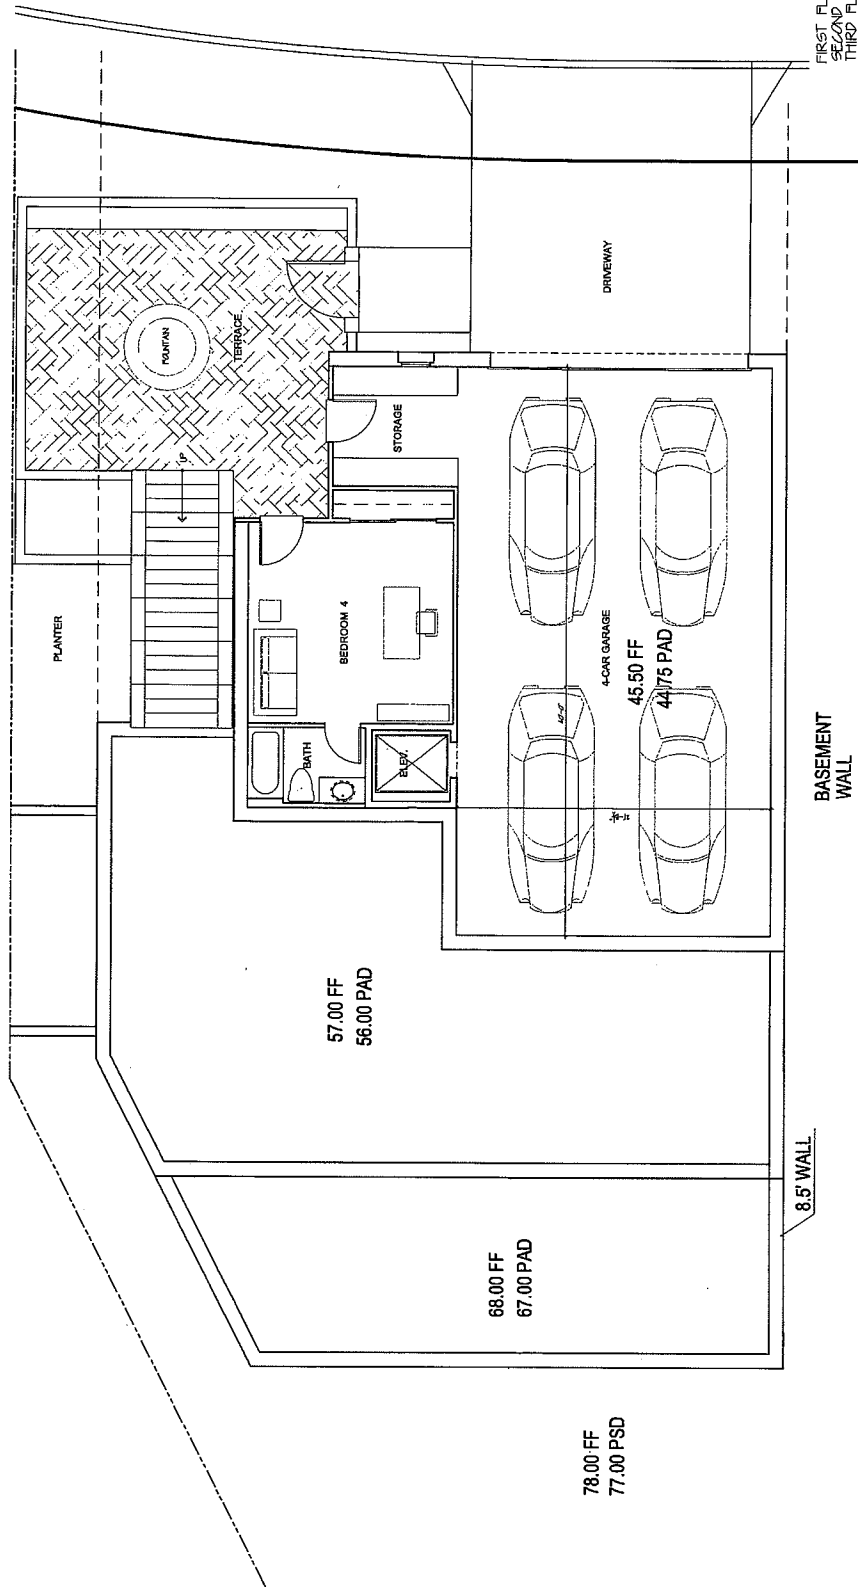 FIRST FL
SECOND
THIRD FL
DRIVEWAY
FOUNTAIN
TERRACE
UP
STORAGE
PLANTER
BEDROOM 4
4-CAR GARAGE
45.50 FF
44.75 PAD
BATH
ELEV.
BASEMENT
WALL
57.00 FF
56.00 PAD
8.5' WALL
68.00 FF
67.00 PAD
78.00 FF
77.00 PSD